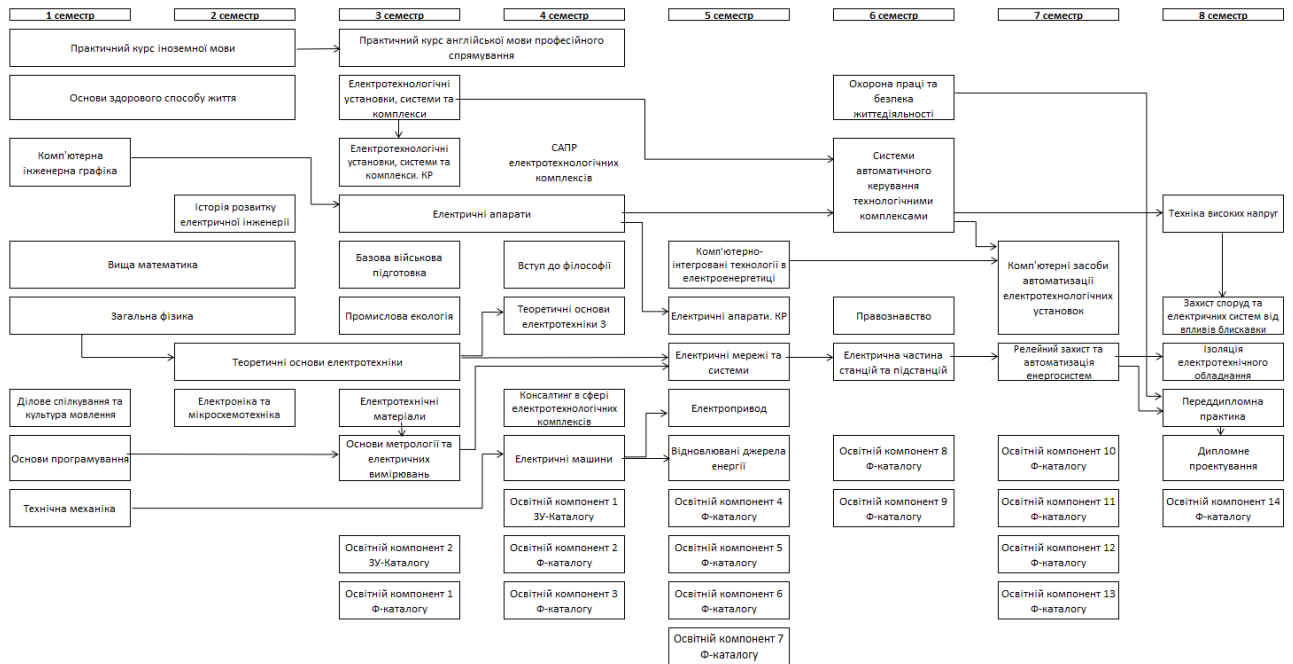 1 семестр
2 семестр
3 семестр
4 семестр
5 семестр
6 семестр
7 семестр
8 семестр
Практичний курс іноземної мови
Практичний курс англійської мови професійного
спрямування
Основи здорового способу життя
Електротехнологічні
установки, системи та
комплекси
Охорона праці та
безпека
життєдіяльності
Комп'ютерна
інженерна графіка
Електротехнологічні
установки, системи та
комплекси. КР
САПР
електротехнологічних
комплексів
Системи
автоматичного
керування
технологічними
комплексами
Історія розвитку
електричної інженерії
Електричні апарати
Техніка високих напруг
Вища математика
Базова військова
підготовка
Вступ до філософії
Комп'ютерно-
інтегровані технології в
електроенергетиці
Комп'ютерні засоби
автоматизації
електротехнологічних
установок
Загальна фізика
Промислова екологія
Теоретичні основи
електротехніки 3
Електричні апарати. КР
Правознавство
Захист споруд та
електричних систем від
впливів блискавки
Теоретичні основи електротехніки
Електричні мережі та
системи
Електрична частина
станцій та підстанцій
Релейний захист та
автоматизація
енергосистем
Ізоляція
електротехнічного
обладнання
Ділове спілкування та
культура мовлення
Електроніка та
мікросхемотехніка
Електротехнічні
матеріали
Консалтинг в сфері
електротехнологічних
комплексів
Електропривод
Переддипломна
практика
Основи програмування
Основи метрології та
електричних
вимірювань
Електричні машини
Відновлювані джерела
енергії
Освітній компонент 8
Ф-каталогу
Освітній компонент 10
Ф-каталогу
Дипломне
проектування
Технічна механіка
Освітній компонент 1
ЗУ-Каталогу
Освітній компонент 4
Ф-каталогу
Освітній компонент 9
Ф-каталогу
Освітній компонент 11
Ф-каталогу
Освітній компонент 14
Ф-каталогу
Освітній компонент 2
ЗУ-Каталогу
Освітній компонент 2
Ф-каталогу
Освітній компонент 5
Ф-каталогу
Освітній компонент 12
Ф-каталогу
Освітній компонент 1
Ф-каталогу
Освітній компонент 3
Ф-каталогу
Освітній компонент 6
Ф-каталогу
Освітній компонент 13
Ф-каталогу
Освітній компонент 7
Ф-каталогу